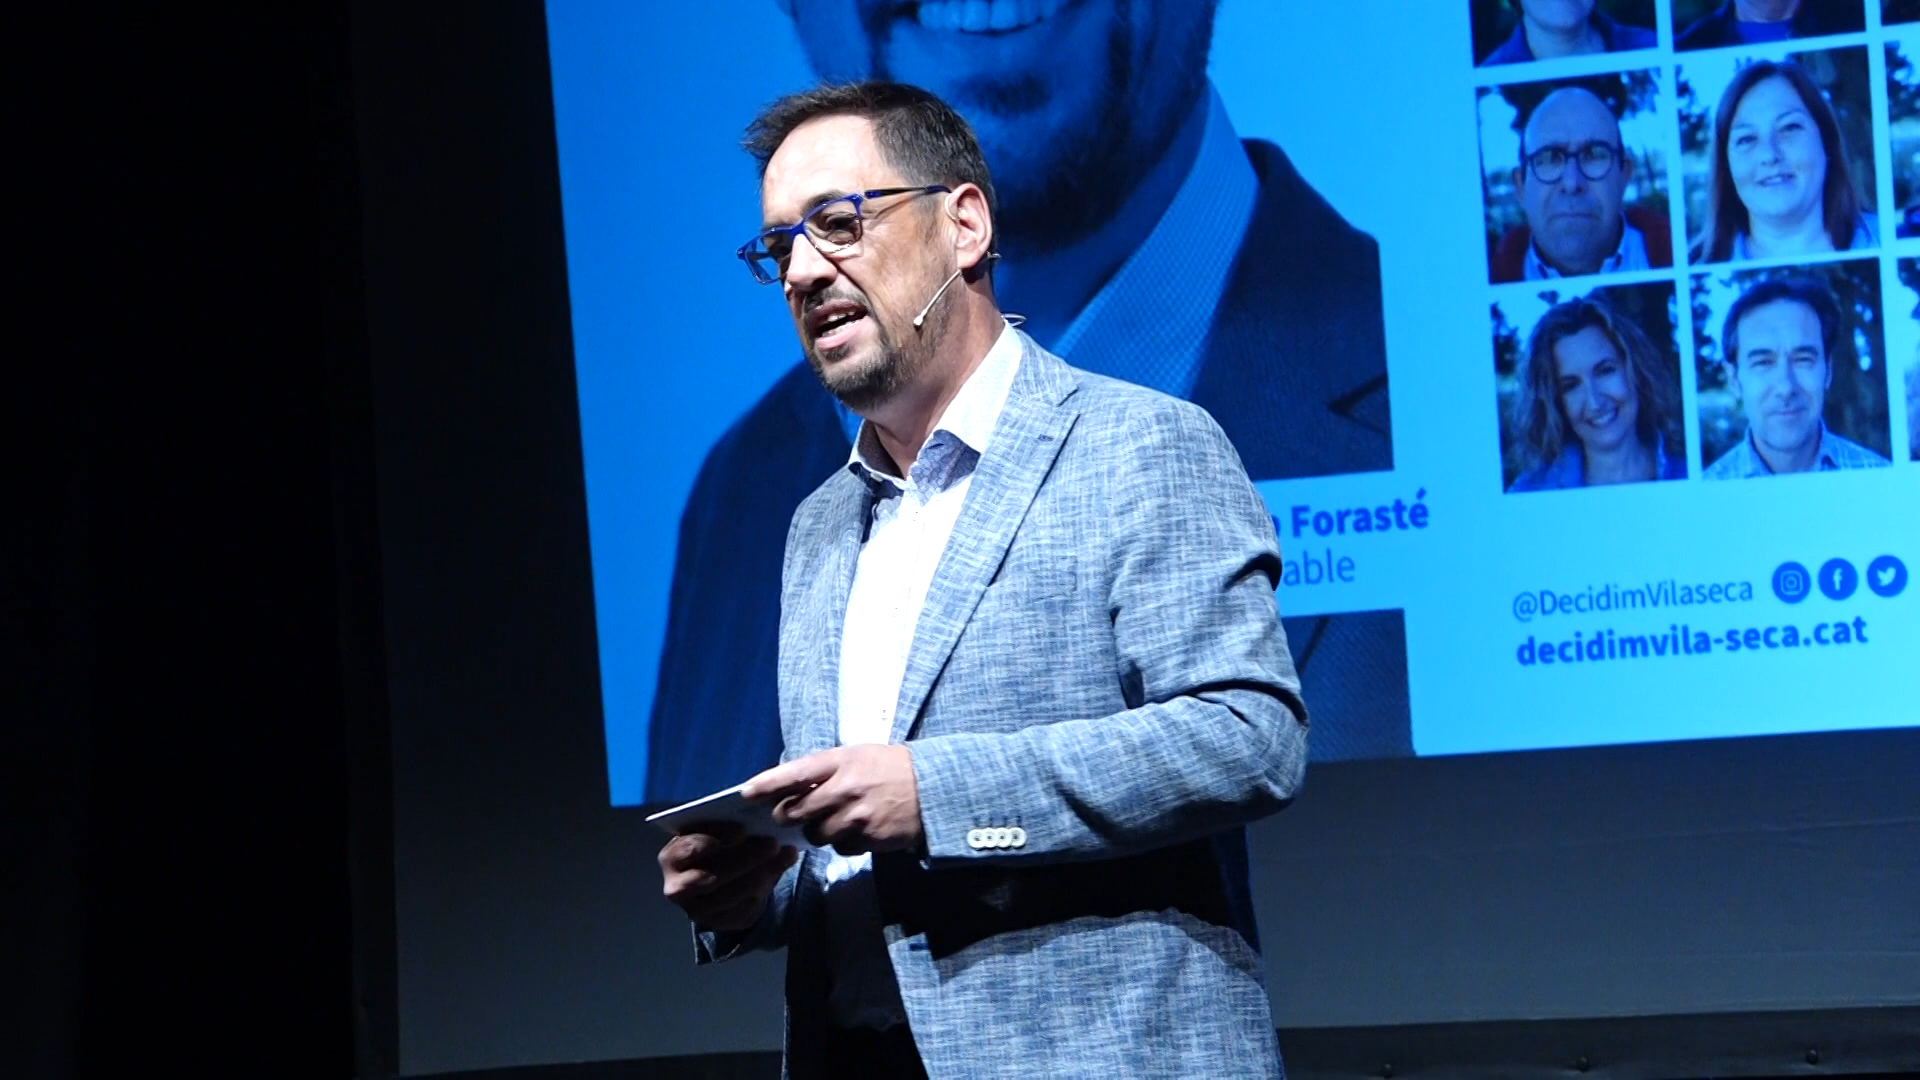 Forasté
able
@DecidimVilaseca
decidimvila-seca.cat